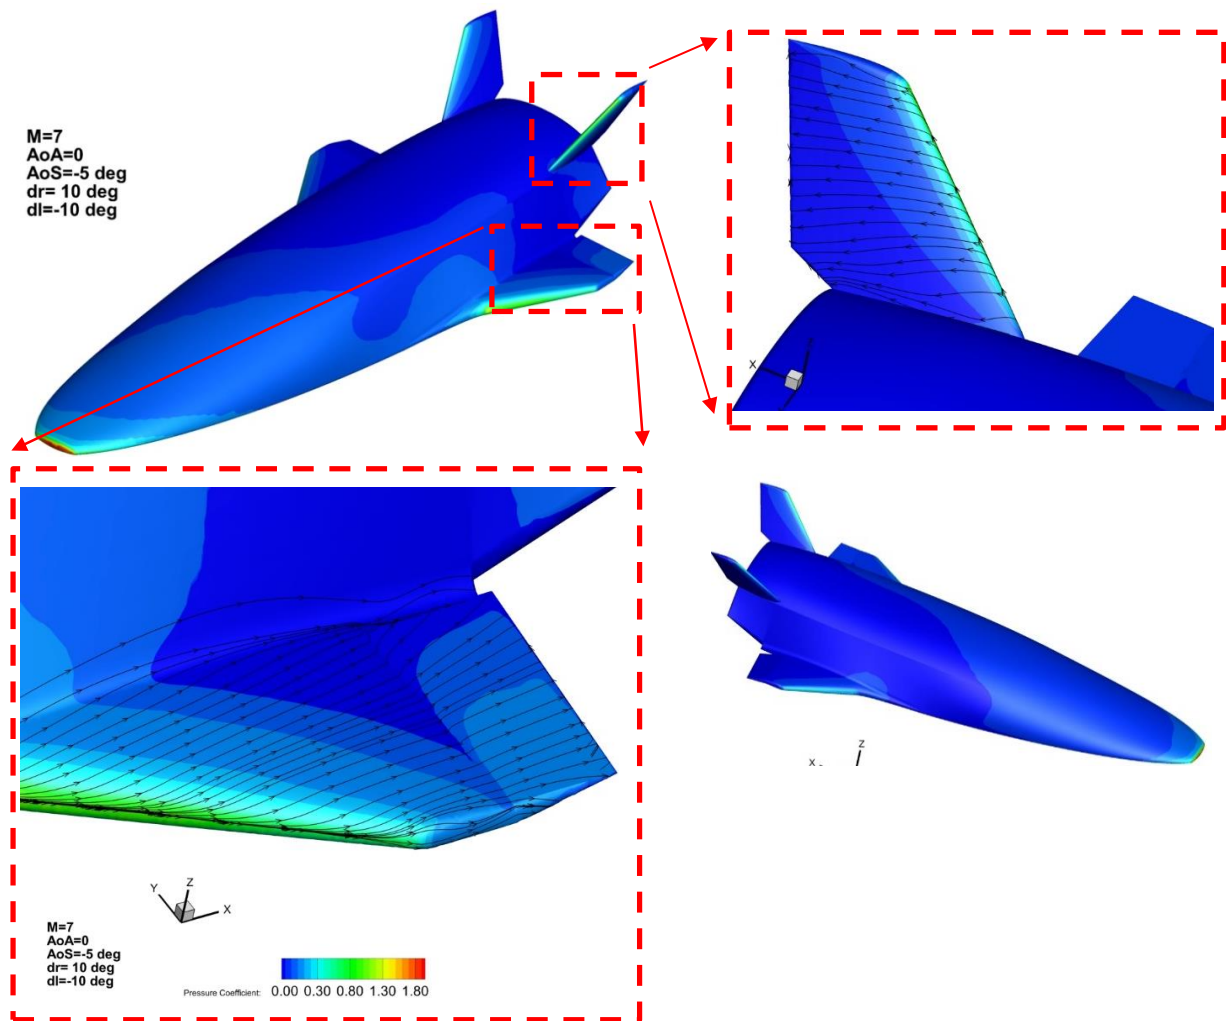 M=7
AoA=0
AoS=-5 deg
dr= 10 deg
dl=-10 deg
X
Z
X
Y
Z
X
M=7
AoA=0
AoS=-5 deg
dr= 10 deg
dl=-10 deg
Pressure Coefficient: 0.00 0.30 0.80 1.30 1.80